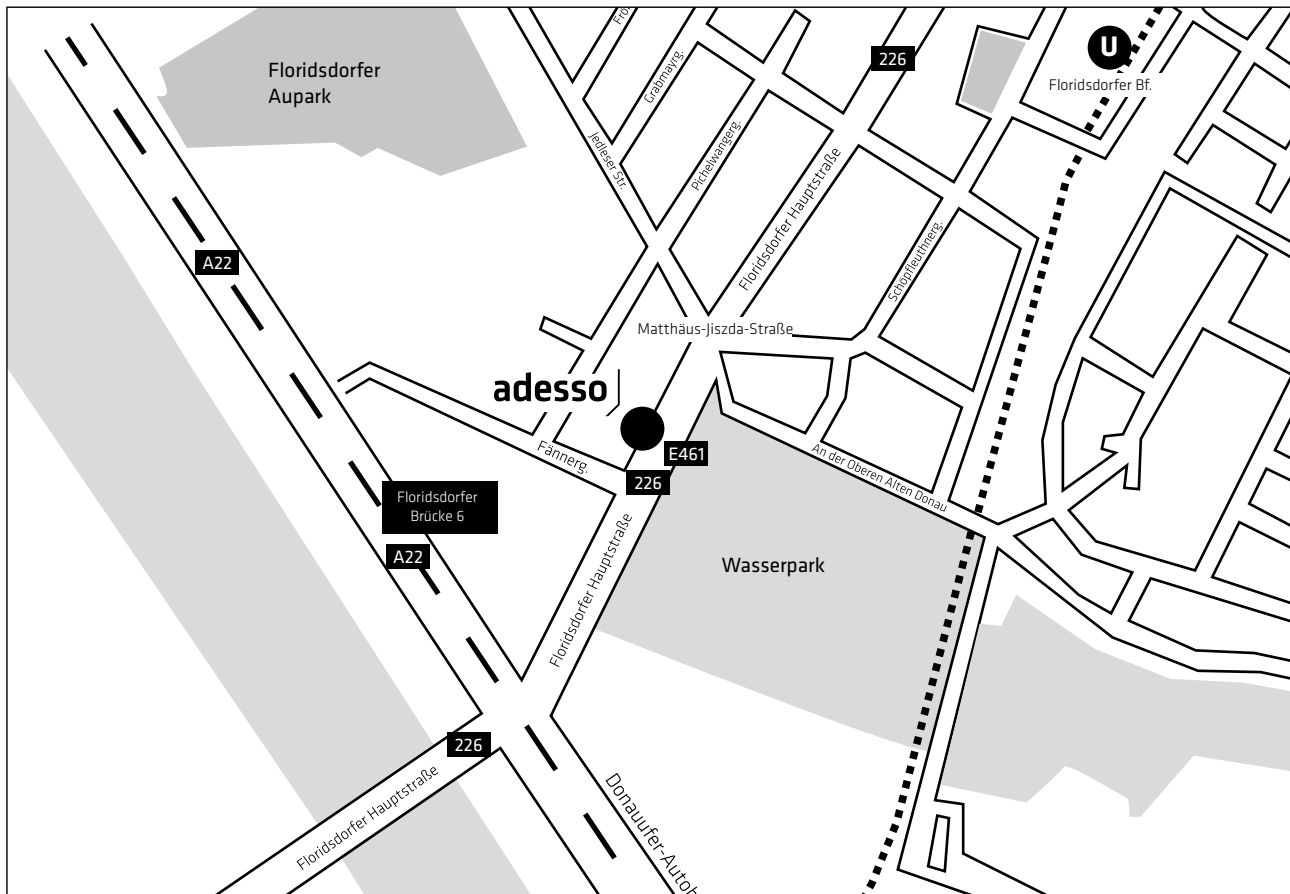 Floridsdorfer
Aupark
226
U
Floridsdorfer Bf.
Grabmayrg.
Jedleser Str.
Pichelwangerg.
Floridsdorfer Hauptstraße
Schöpfleuthnerg.
A22
Matthäus-Jiszda-Straße
adesso
Fännerg.
E461
226
An der Oberen Alten Donau
Floridsdorfer
Brücke 6
A22
Wasserpark
Floridsdorfer Hauptstraße
226
Floridsdorfer Hauptstraße